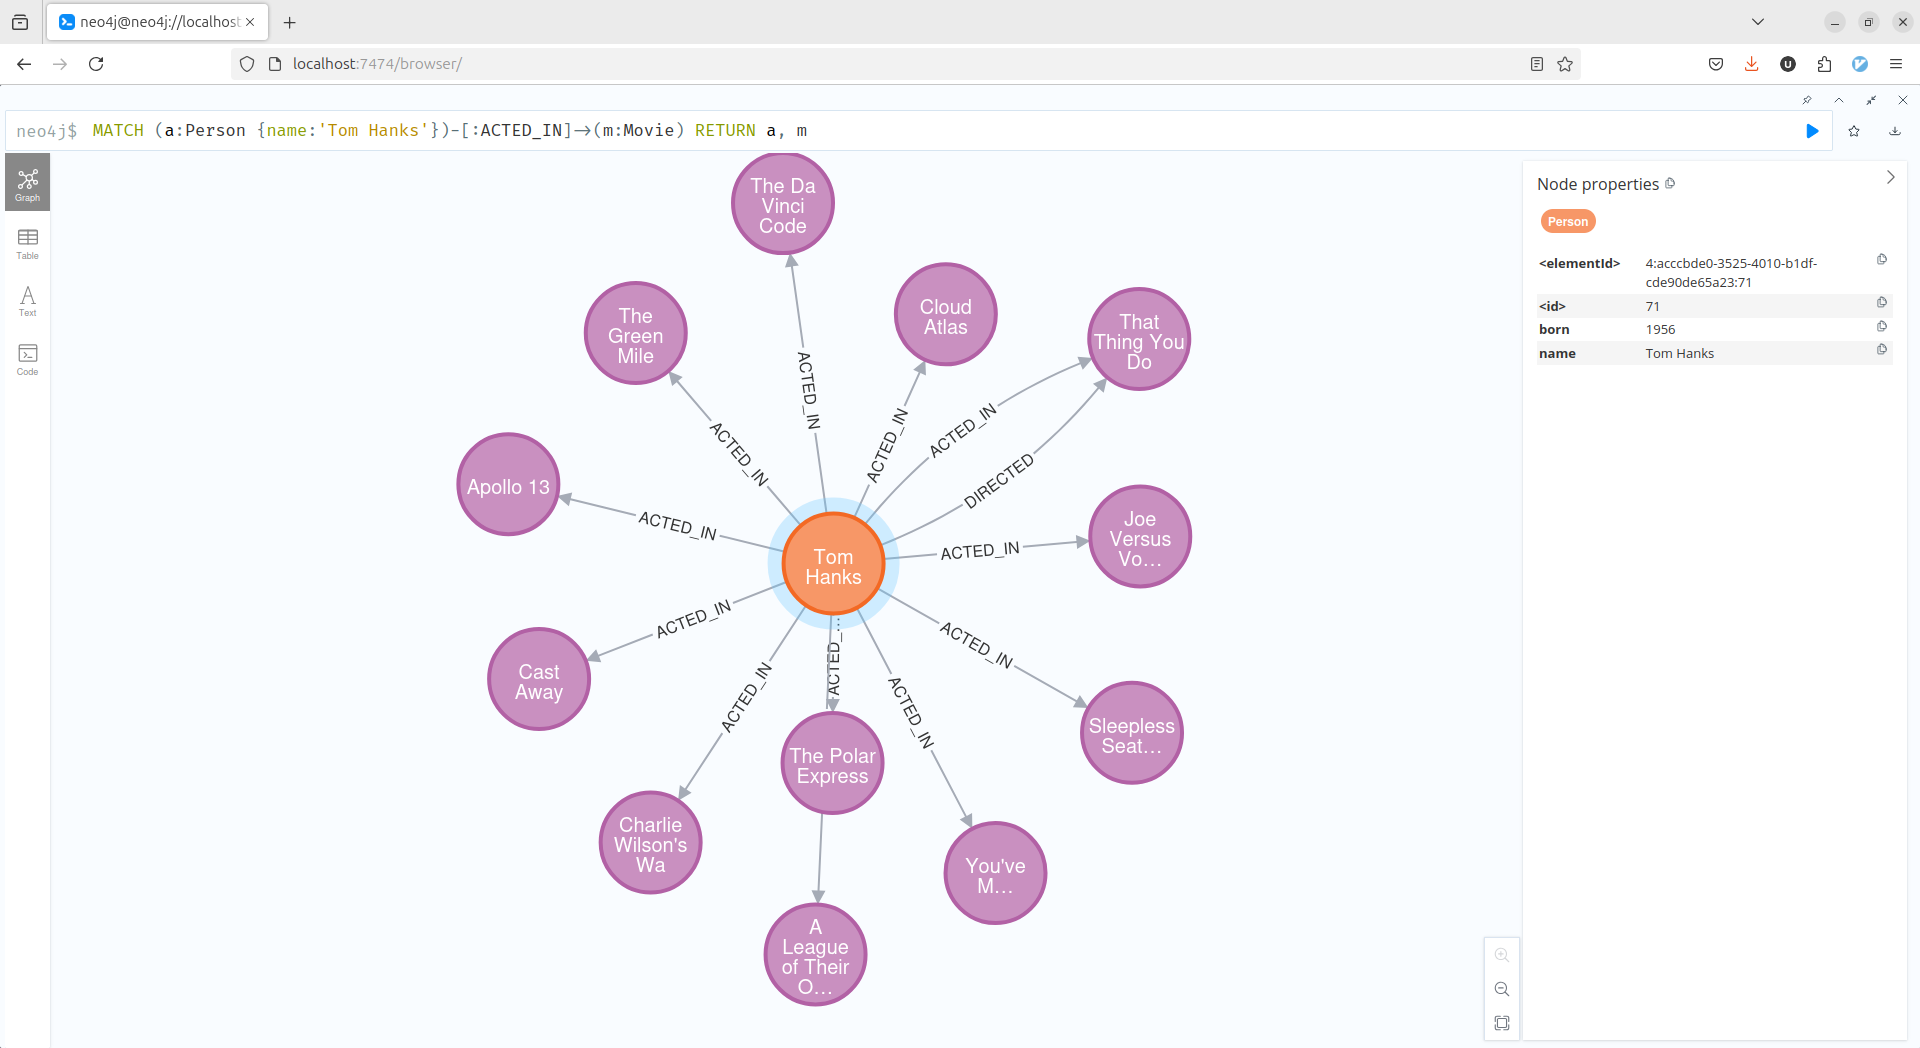 neo4j@neo4j://localhost
localhost:7474/browser/
neo4j$ MATCH (a:Person {name:'Tom Hanks'})-[:ACTED_IN]->(m:Movie) RETURN a, m
Graph
Table
Text
Code
The Da
Vinci
Code
Cloud
Atlas
The
Green
Mile
That
Thing You
Do
ACTED_IN
ACTED_IN
ACTED_IN
ACTED_IN
DIRECTED
Apollo 13
ACTED_IN
Joe
Versus
Vo...
ACTED_IN
Tom
Hanks
ACTED_IN
ACTED_...
ACTED_IN
ACTED_IN
ACTED_IN
Cast
Away
Sleepless
Seat...
The Polar
Express
Charlie
Wilson's
Wa
You've
M...
A
League
of Their
O...
Node properties
Person
<elementId> 4:acccbde0-3525-4010-b1df-
cde90de65a23:71
<id> 71
born 1956
name Tom Hanks